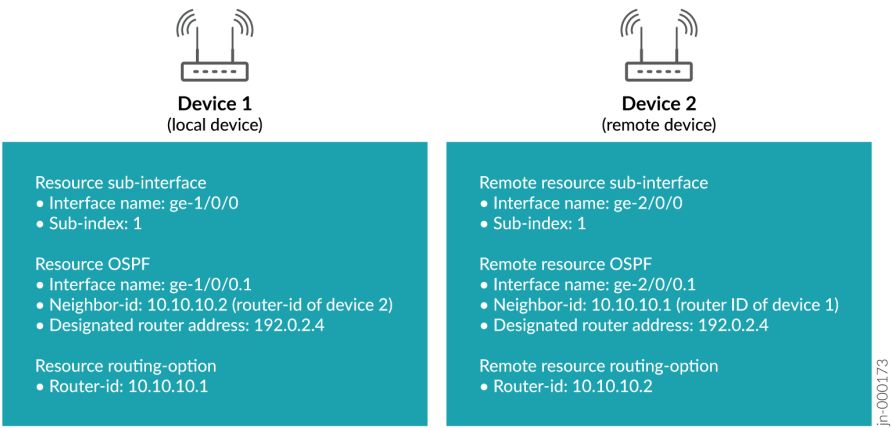 Device 1
(local device)
Resource sub-interface
• Interface name: ge-1/0/0
• Sub-index: 1
Resource OSPF
• Interface name: ge-1/0/0.1
• Neighbor-id: 10.10.10.2 (router-id of device 2)
• Designated router address: 192.0.2.4
Resource routing-option
• Router-id: 10.10.10.1
Device 2
(remote device)
Remote resource sub-interface
• Interface name: ge-2/0/0
• Sub-index: 1
Remote resource OSPF
• Interface name: ge-2/0/0.1
• Neighbor-id: 10.10.10.1 (router ID of device 1)
• Designated router address: 192.0.2.4
Remote resource routing-option
• Router-id: 10.10.10.2
jn-000173